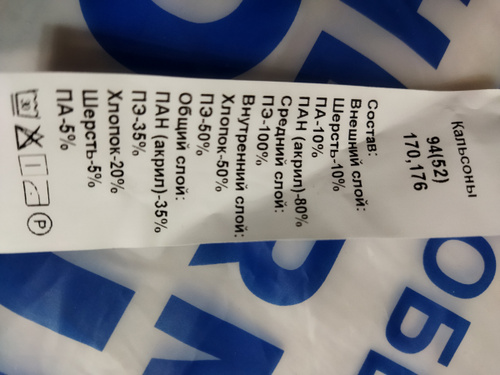 Кальсоны
94(52)
170,176
Состав:
Внешний слой:
Шерсть-10%
ПА-10%
ПАН (акрил)-80%
Средний слой:
ПЭ-100%
Внутренний слой:
Хлопок-50%
ПЭ-50%
Общий слой:
ПАН (акрил)-35%
ПЭ-35%
Хлопок-20%
Шерсть-5%
ПА-5%
30
P
ОБЕ